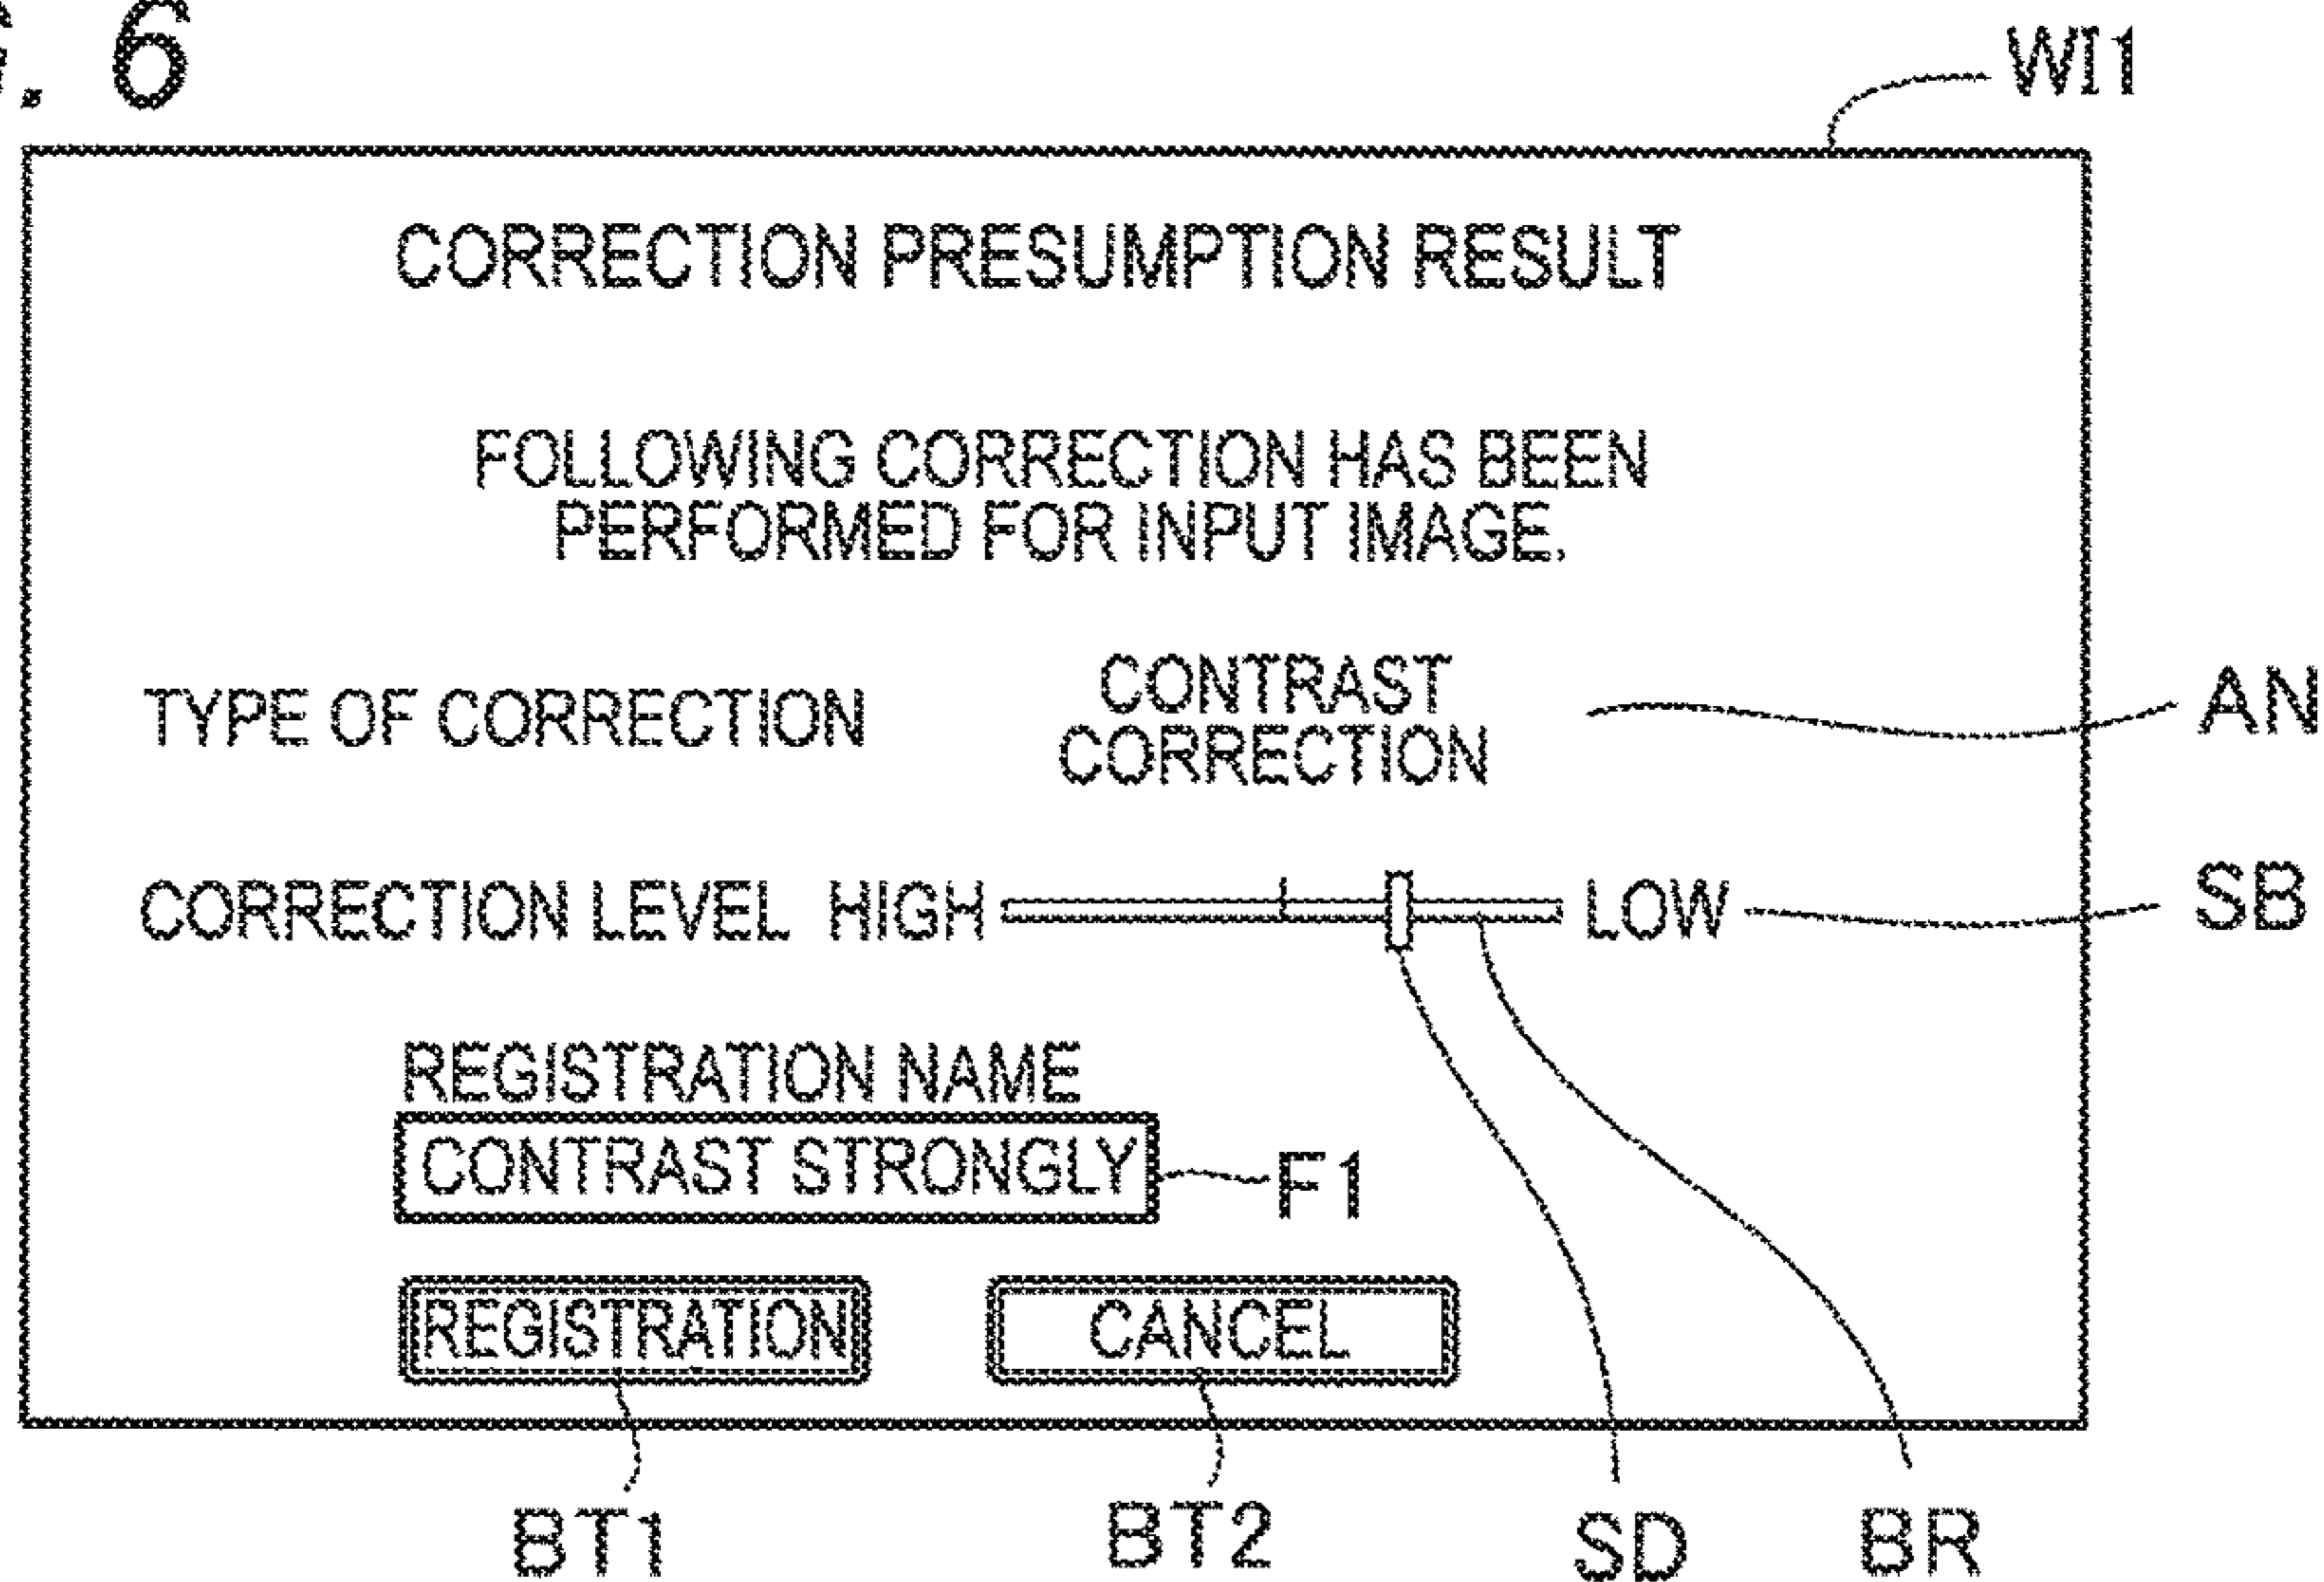 . 6
WI1
CORRECTION PRESUMPTION RESULT
FOLLOWING CORRECTION HAS BEEN
PERFORMED FOR INPUT IMAGE.
TYPE OF CORRECTION CONTRAST CORRECTION AN
CORRECTION LEVEL HIGH LOW SB
REGISTRATION NAME
CONTRAST STRONGLY F1
REGISTRATION CANCEL
BT1 BT2 SD BR